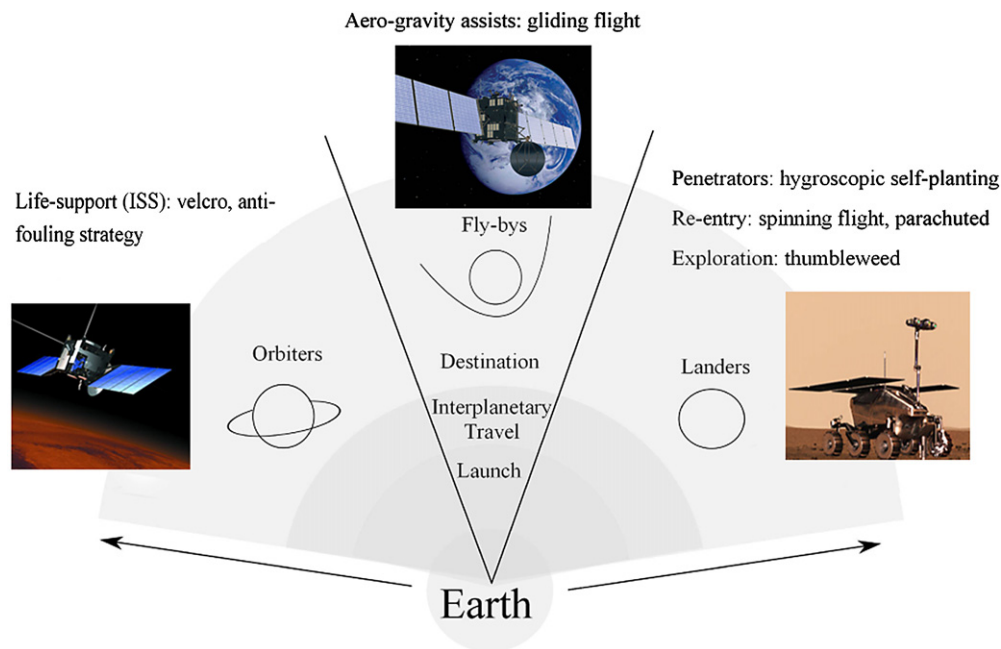 Aero-gravity assists: gliding flight
Life-support (ISS): velcro, anti-
fouling strategy
Penetrators: hygroscopic self-planting
Re-entry: spinning flight, parachuted
Exploration: thumbleweed
Fly-bys
Orbiters
Destination
Landers
Interplanetary
Travel
Launch
Earth